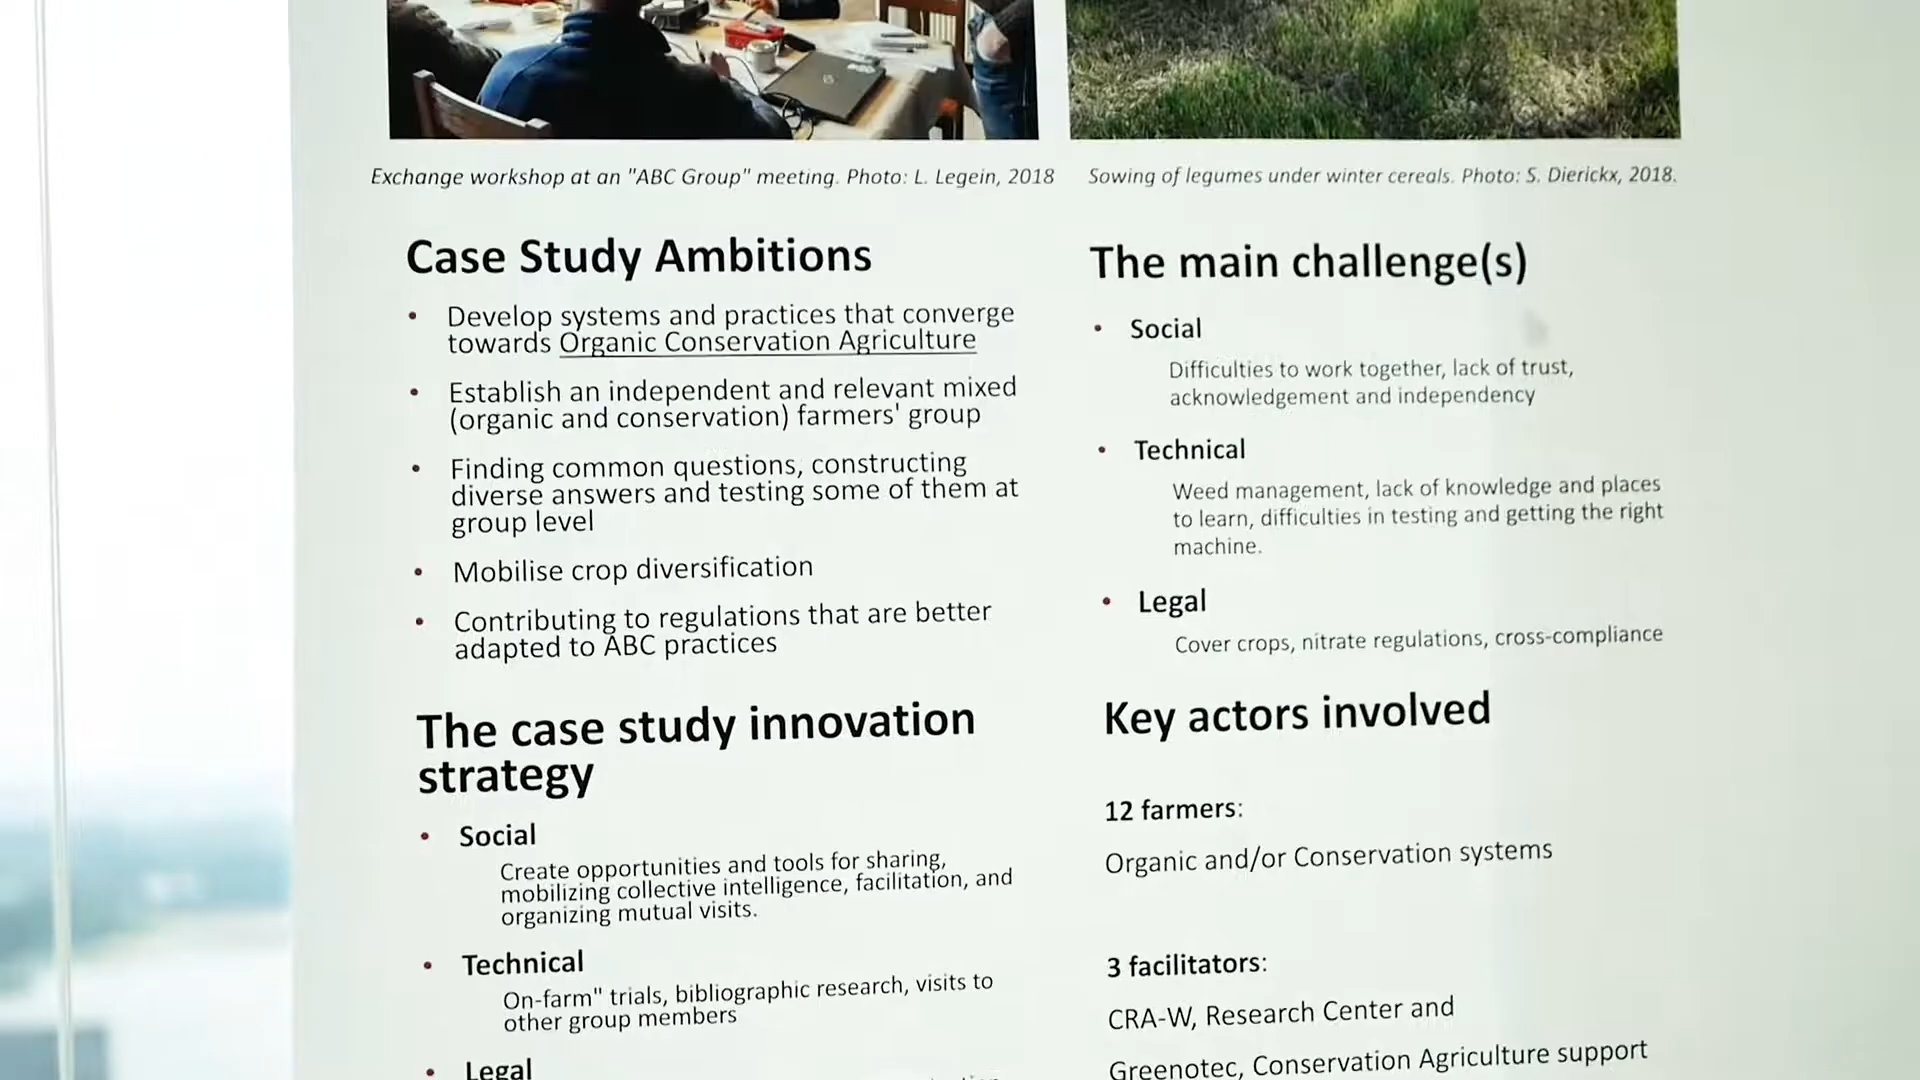 Exchange workshop at an "ABC Group" meeting. Photo: L. Legein, 2018
Sowing of legumes under winter cereals. Photo: S. Dierickx, 2018.
Case Study Ambitions
• Develop systems and practices that converge
towards Organic Conservation Agriculture
• Establish an independent and relevant mixed
(organic and conservation) farmers' group
• Finding common questions, constructing
diverse answers and testing some of them at
group level
• Mobilise crop diversification
• Contributing to regulations that are better
adapted to ABC practices
The main challenge(s)
• Social
Difficulties to work together, lack of trust,
acknowledgement and independency
• Technical
Weed management, lack of knowledge and places
to learn, difficulties in testing and getting the right
machine.
• Legal
Cover crops, nitrate regulations, cross-compliance
The case study innovation
strategy
• Social
Create opportunities and tools for sharing,
mobilizing collective intelligence, facilitation, and
organizing mutual visits.
• Technical
On-farm" trials, bibliographic research, visits to
other group members
• Legal
Key actors involved
12 farmers:
Organic and/or Conservation systems
3 facilitators:
CRA-W, Research Center and
Greenotec, Conservation Agriculture support